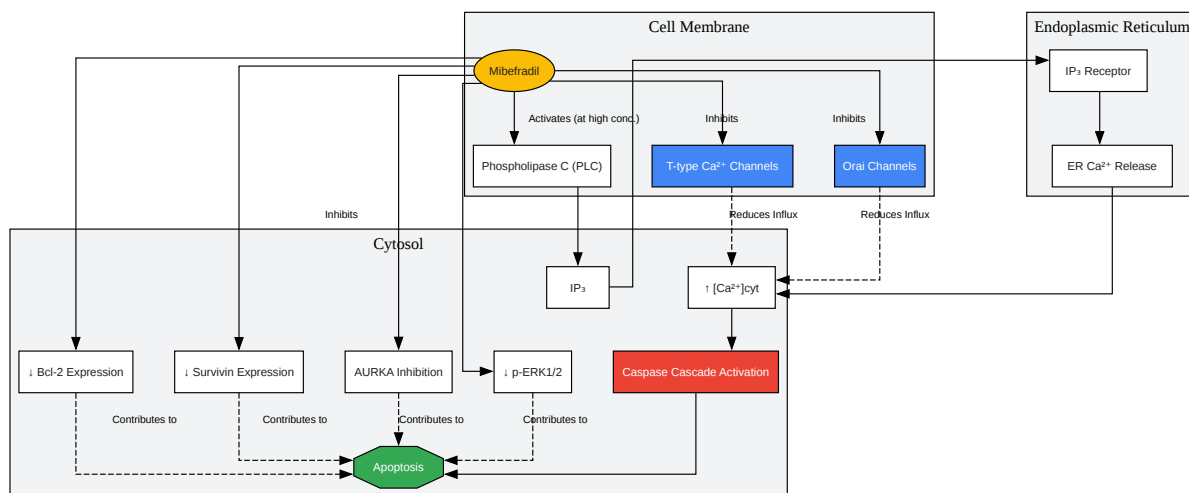 Cell Membrane
Endoplasmic Reticulum
Mibefradil
IP₃ Receptor
Activates (at high conc.)
Inhibits
Inhibits
Phospholipase C (PLC)
T-type Ca²⁺ Channels
Orai Channels
ER Ca²⁺ Release
Inhibits
Reduces Influx
Reduces Influx
Cytosol
IP₃
↑ [Ca²⁺]cyt
↓ Bcl-2 Expression
↓ Survivin Expression
AURKA Inhibition
↓ p-ERK1/2
Caspase Cascade Activation
Contributes to
Contributes to
Contributes to
Contributes to
Apoptosis